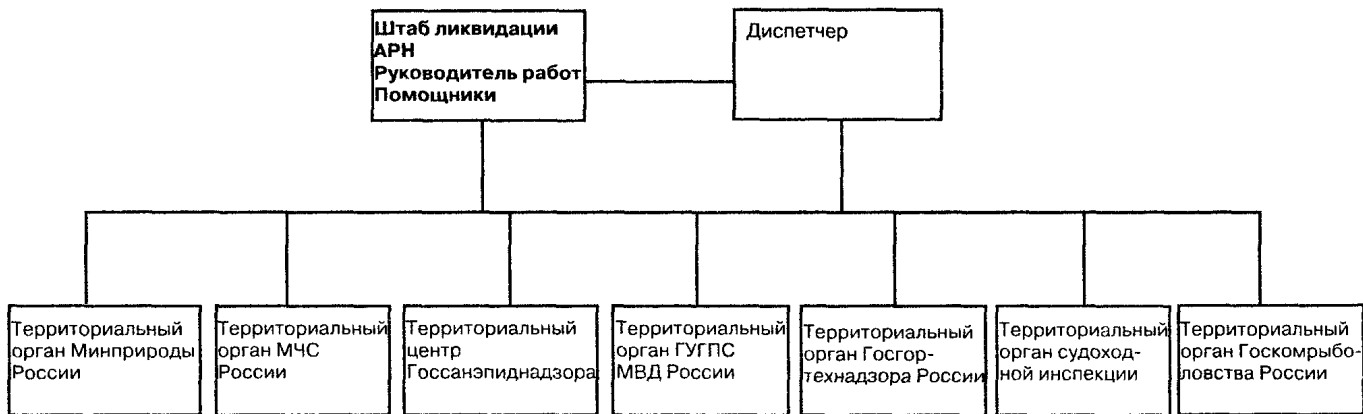 Штаб ликвидации
АРН
Руководитель работ
Помощники
Диспетчер
Территориальный
орган Минприроды
России
Территориальный
орган МЧС
России
Территориальный
центр
Госсанэпиднадзора
Территориальный
орган ГУГПС
МВД России
Территориальный
орган Госгор-
технадзора России
Территориальный
орган судоход-
ной инспекции
Территориальный
орган Госкомрыбо-
ловства России